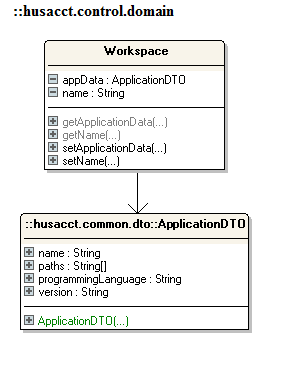 ::husacct.control.domain
Workspace
appData : ApplicationDTO
name : String
getApplicationData(...)
getName(...)
setApplicationData(...)
setName(...)
::husacct.common.dto::ApplicationDTO
name : String
paths : String[]
programmingLanguage : String
version : String
ApplicationDTO(...)